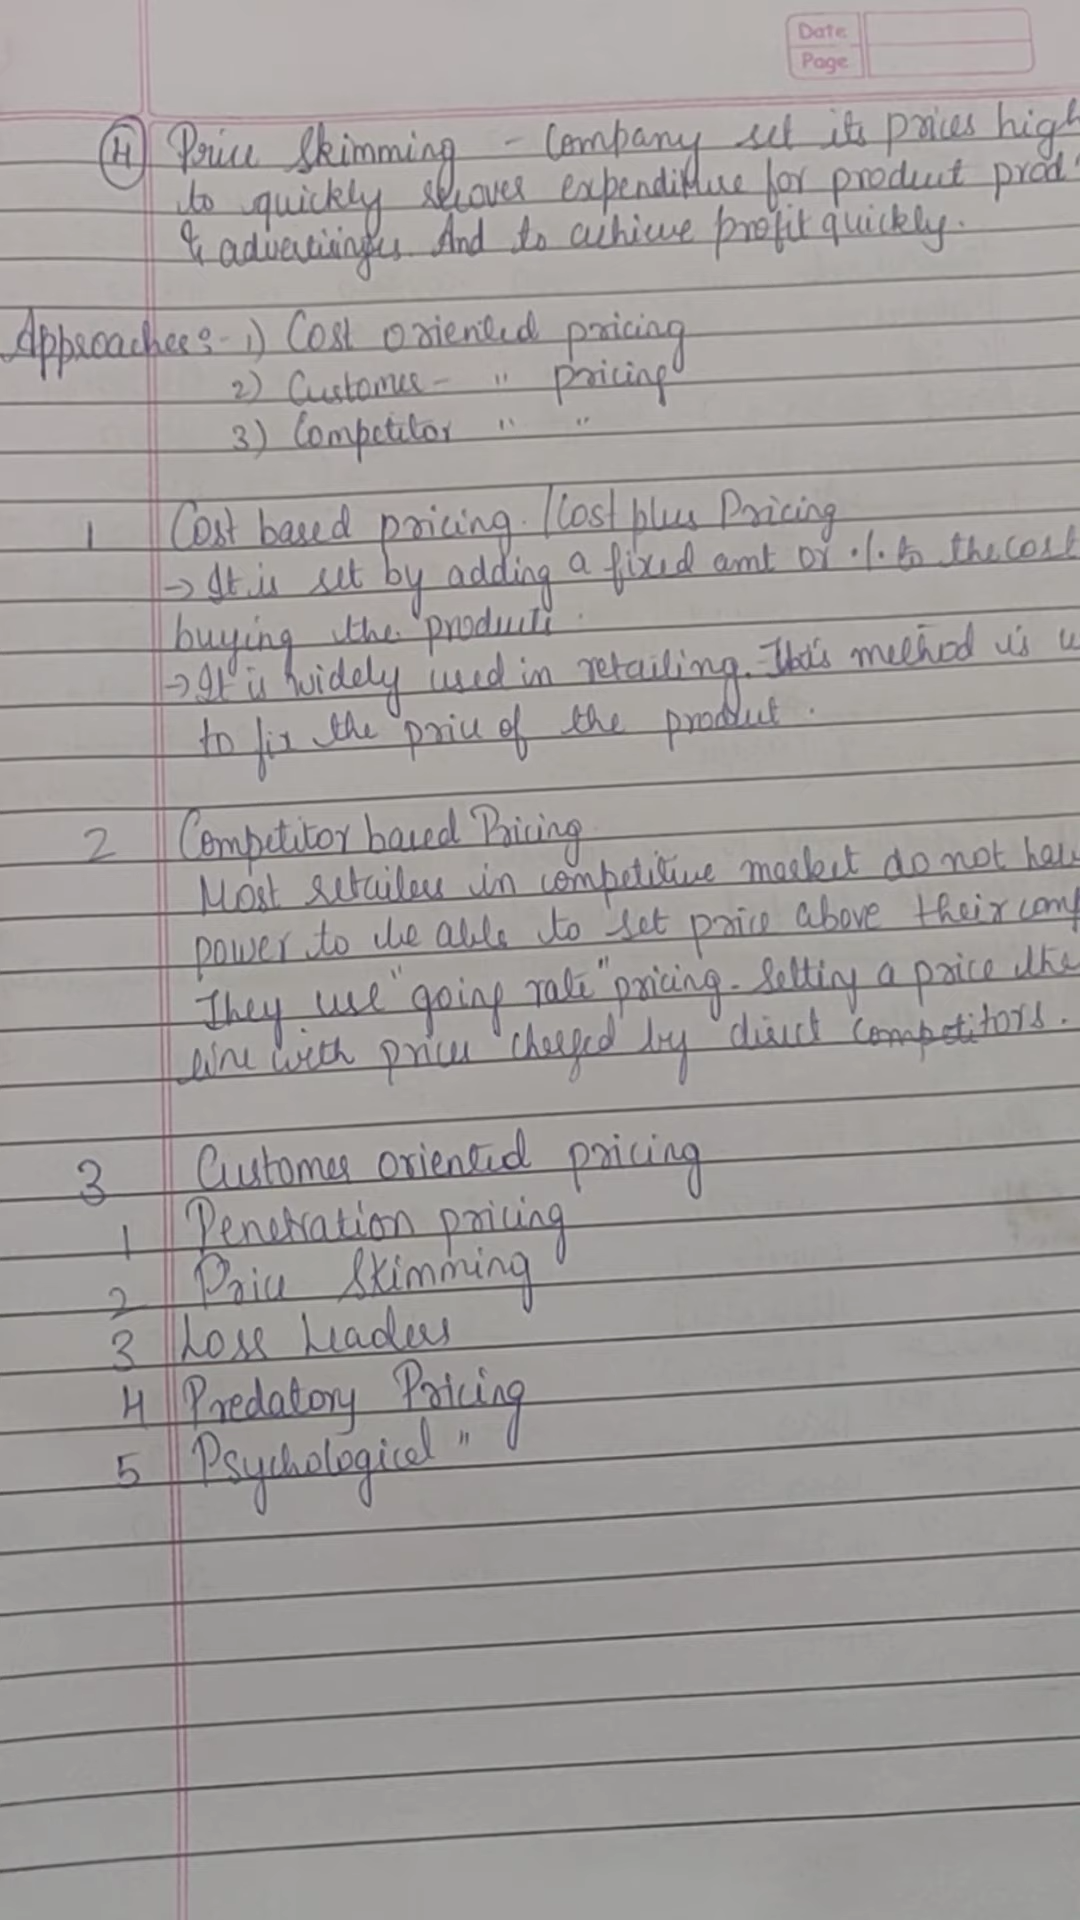 Date
Page
4 Price Skimming - Company set its prices high
to quickly recover expenditure for product prodn
& advertising. And to achieve profit quickly.
Approaches:- 1) Cost oriented pricing
2) Customer - " pricing
3) Competitor " "
1 Cost based pricing. / Cost plus Pricing
→ It is set by adding a fixed amt or % to the cost
buying the products.
→ It is widely used in retailing. This method is u
to fix the price of the product.
2 Competitor based Pricing
Most retailers in competitive market do not hav
power to be able to set price above their comp
They use "going rate" pricing. Setting a price the
line with prices charged by direct competitors.
3 Customer oriented pricing
1 Penetration pricing
2 Price Skimming
3 Loss Leaders
4 Predatory Pricing
5 Psychological "